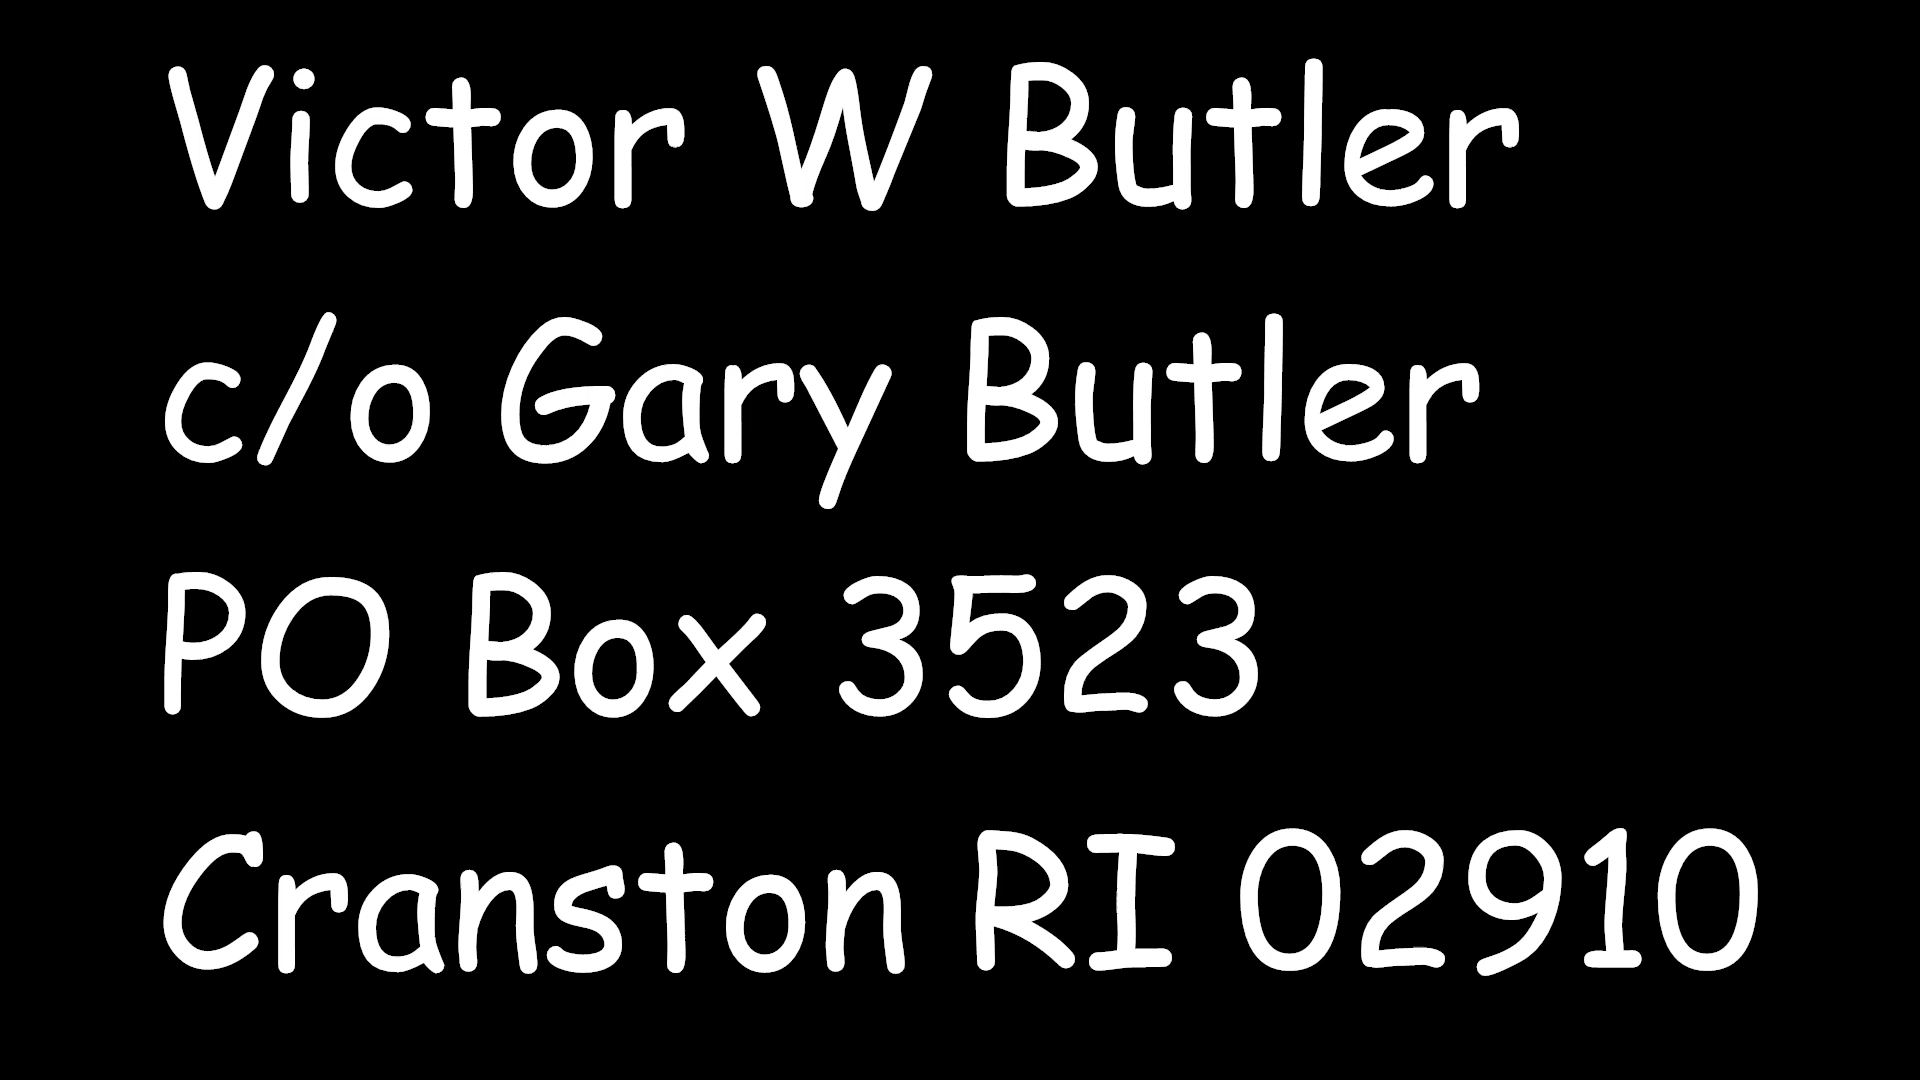 Victor W Butler
c/o Gary Butler
PO Box 3523
Cranston RI 02910